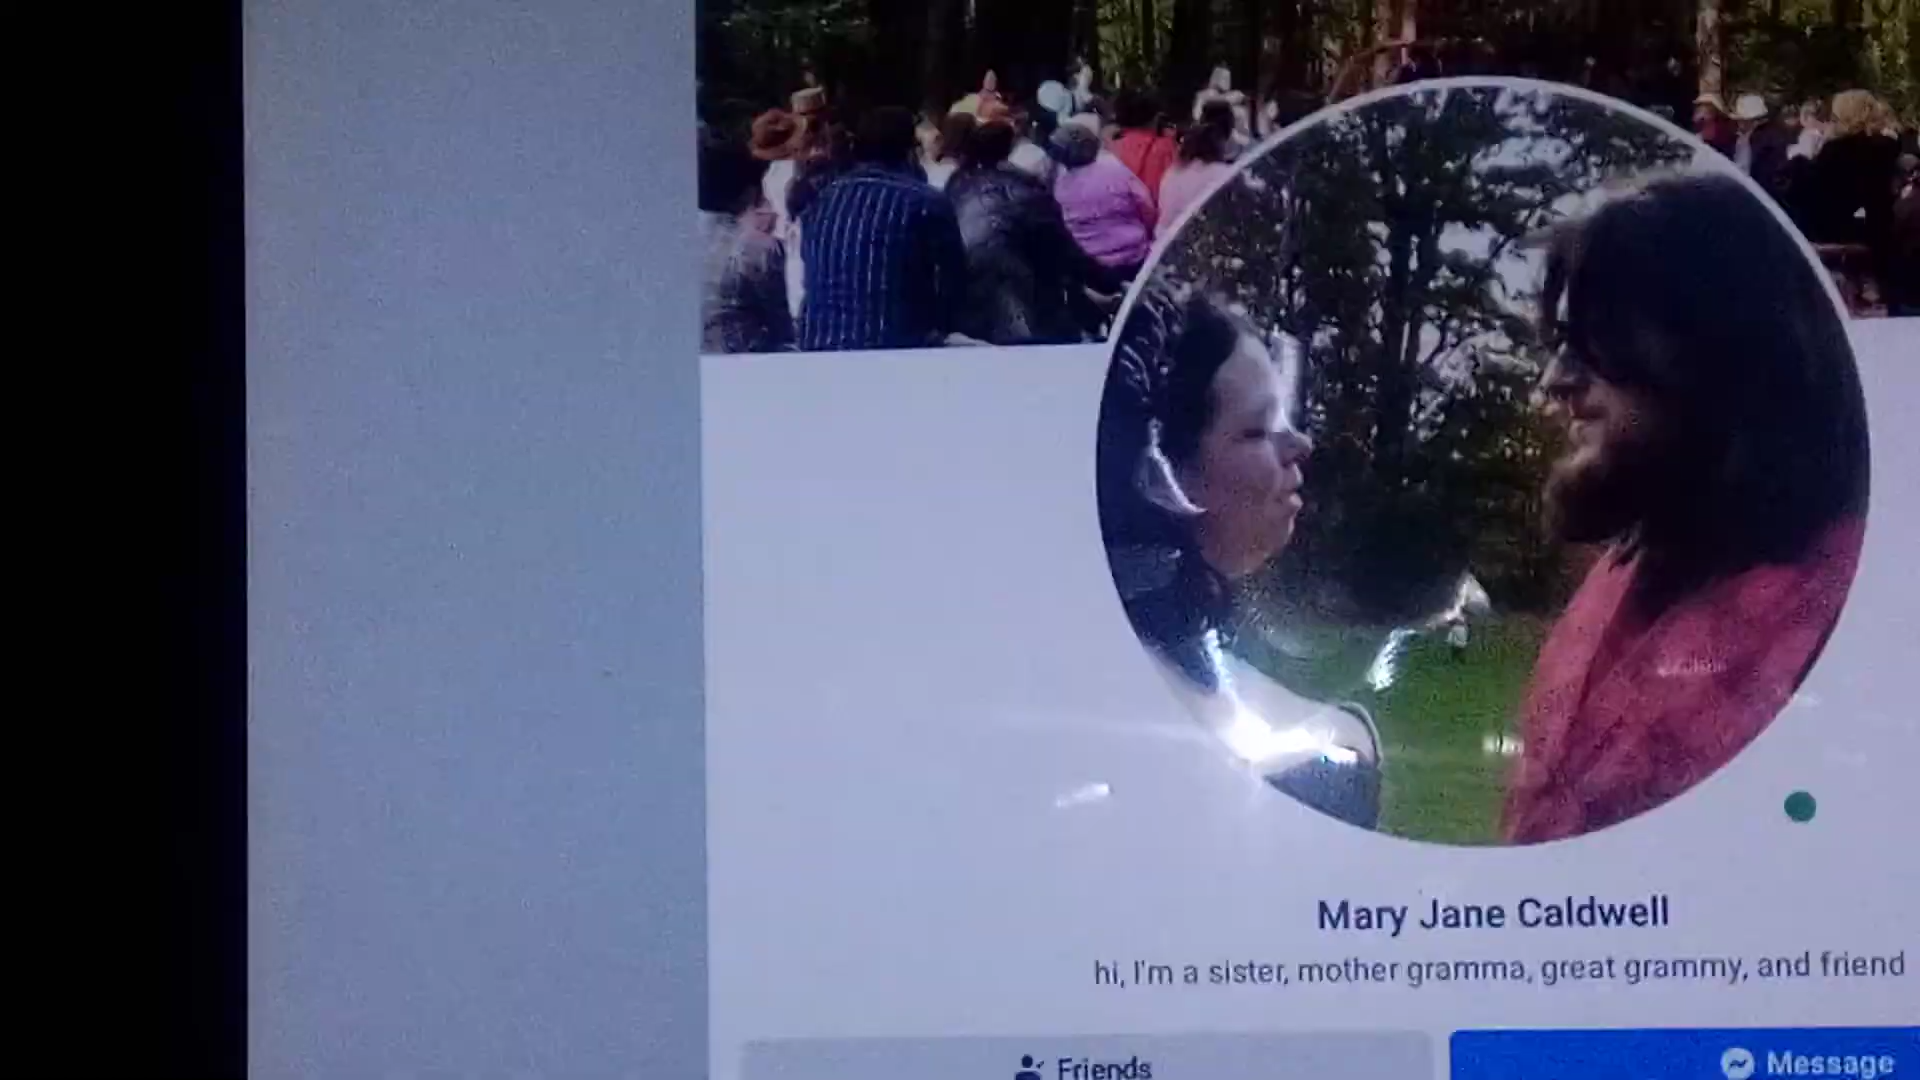 Mary Jane Caldwell
hi, I'm a sister, mother gramma, great grammy, and friend
Friends
Message